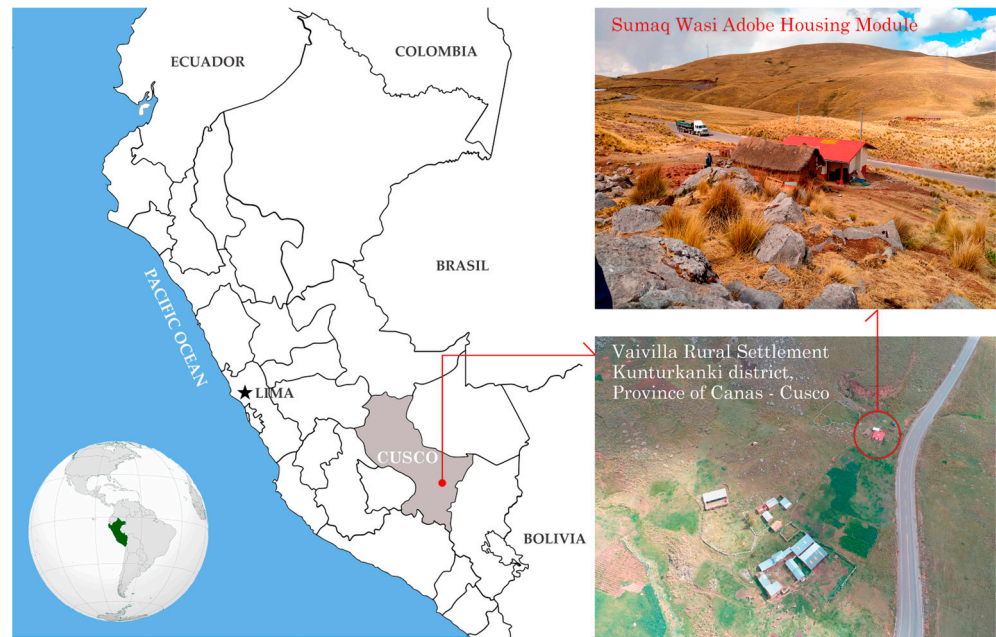 ECUADOR
COLOMBIA
BRASIL
PACIFIC OCEAN
LIMA
CUSCO
BOLIVIA
Sumaq Wasi Adobe Housing Module
Vaivilla Rural Settlement
Kunturkanki district,
Province of Canas - Cusco